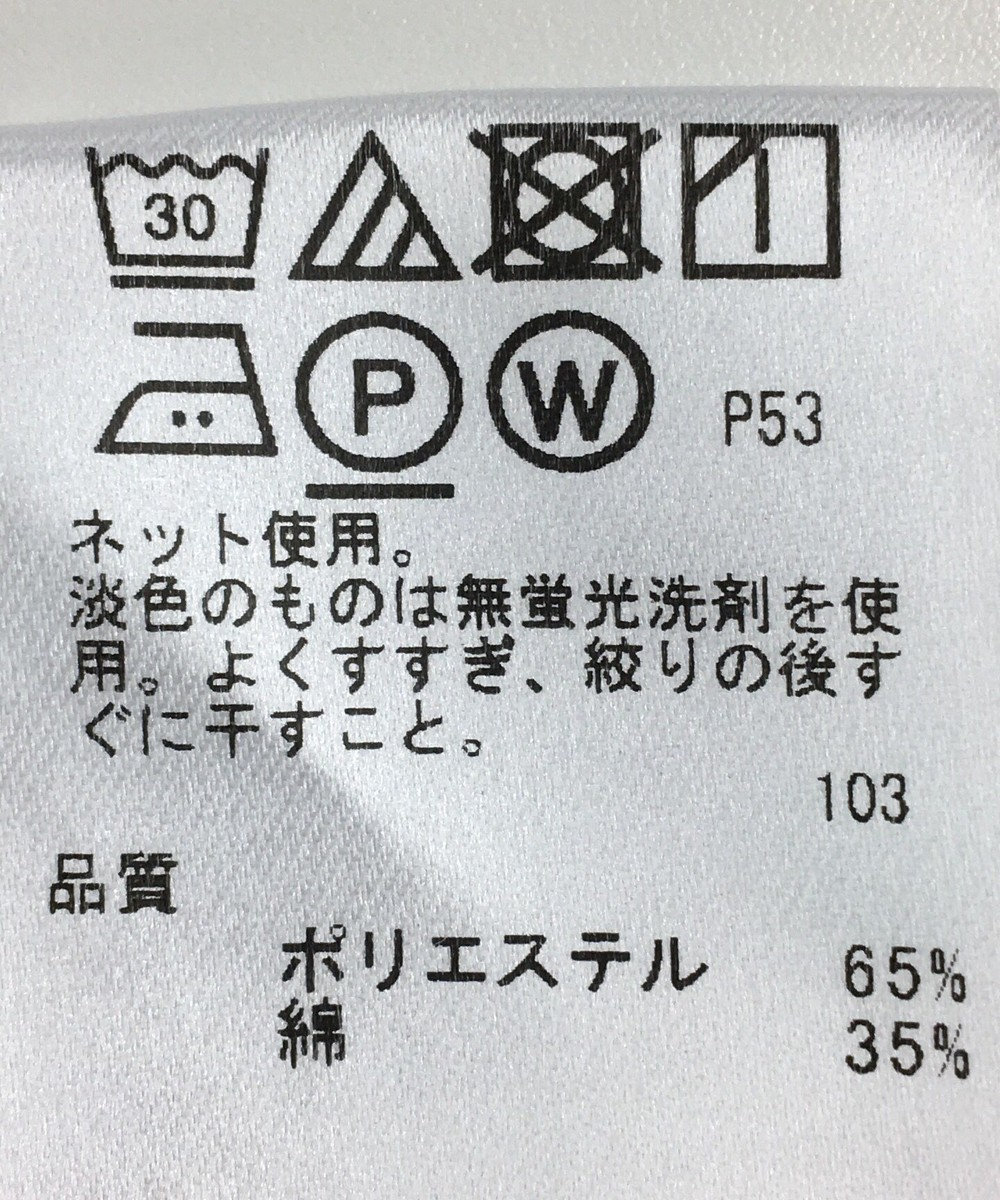 30
P W P53
ネット使用。
淡色のものは無蛍光洗剤を使
用。よくすすぎ、絞りの後す
ぐに干すこと。
103
品質
ポリエステル 65%
綿 35%